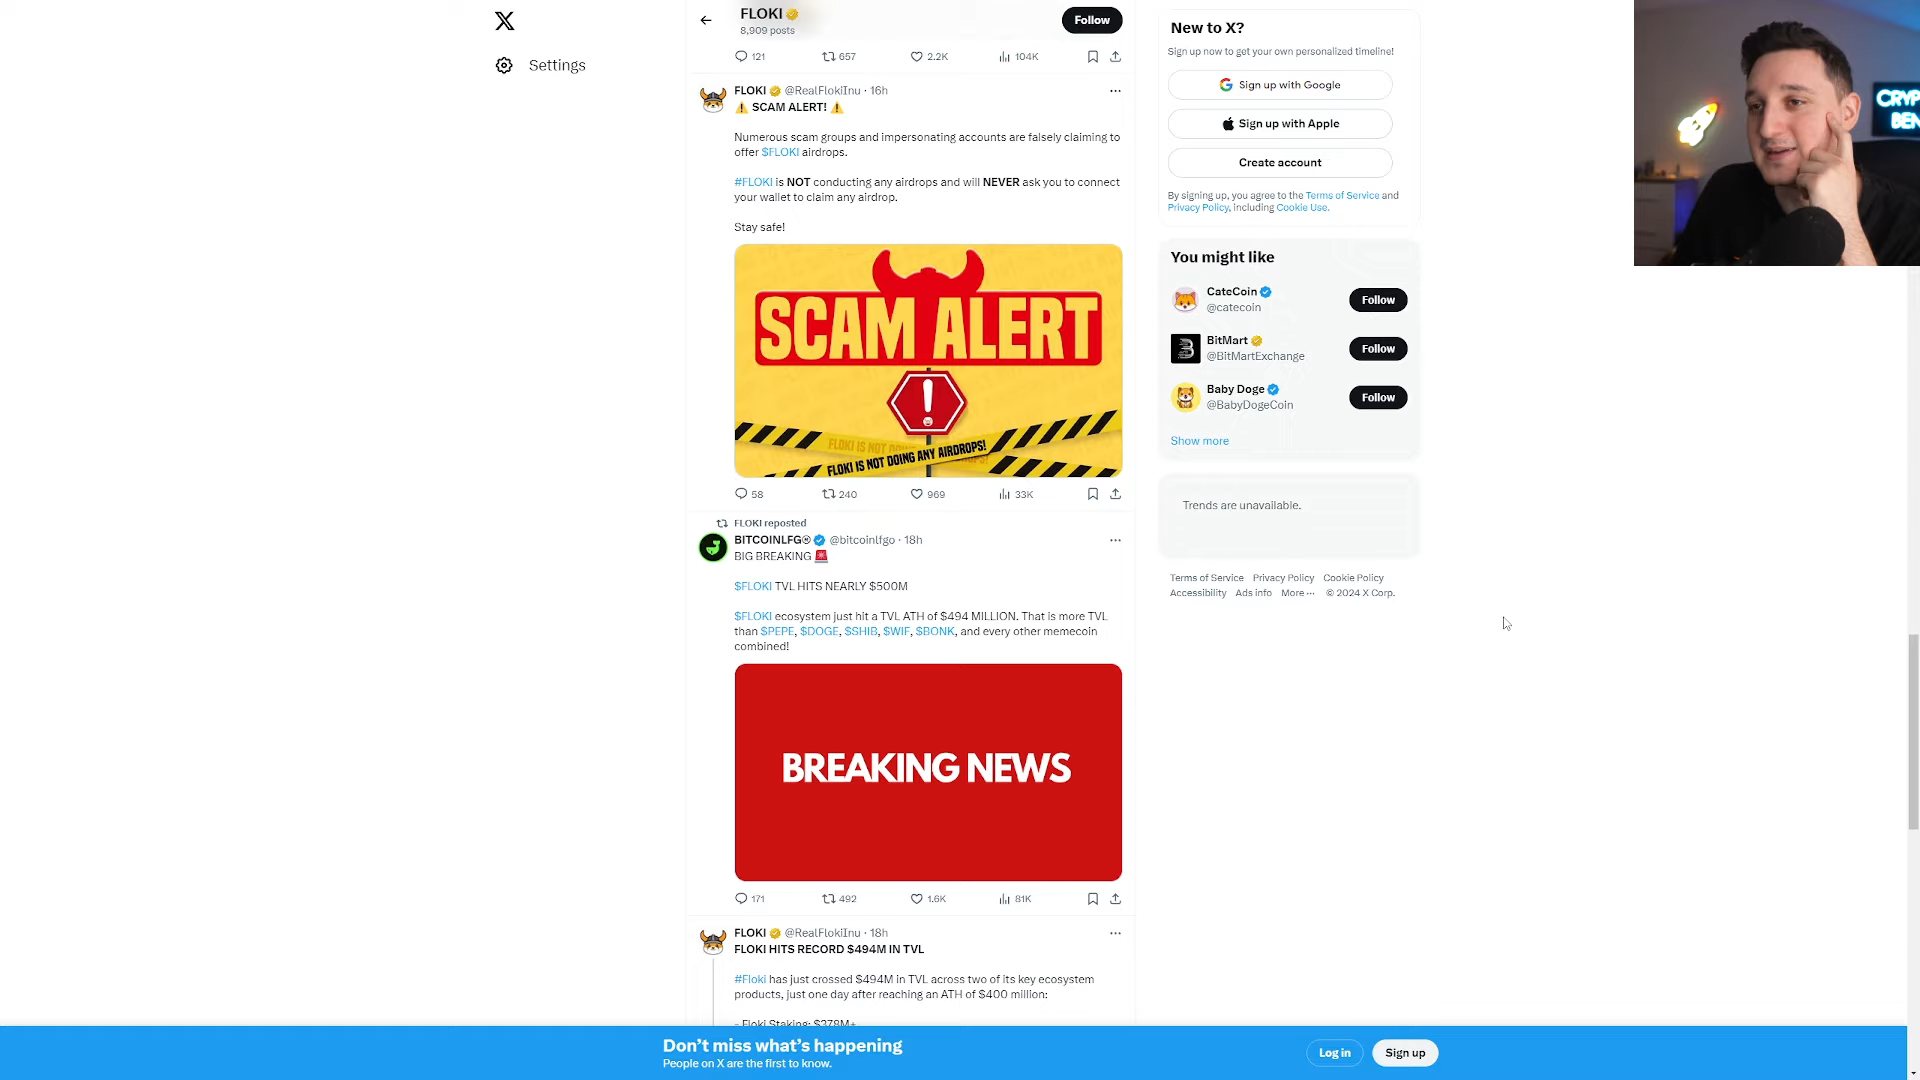 FLOKI
8,909 posts
Follow
121 657 2.2K 104K
Settings
FLOKI @RealFlokiInu · 16h
⚠️ SCAM ALERT! ⚠️
Numerous scam groups and impersonating accounts are falsely claiming to
offer $FLOKI airdrops.
#FLOKI is NOT conducting any airdrops and will NEVER ask you to connect
your wallet to claim any airdrop.
Stay safe!
SCAM ALERT
!
FLOKI IS NOT DOING ANY AIRDROPS!
58 240 969 33K
FLOKI reposted
BITCOINLFG® @bitcoinlfgo · 18h
BIG BREAKING 🚨
$FLOKI TVL HITS NEARLY $500M
$FLOKI ecosystem just hit a TVL ATH of $494 MILLION. That is more TVL
than $PEPE, $DOGE, $SHIB, $WIF, $BONK, and every other memecoin
combined!
BREAKING NEWS
171 492 1.6K 81K
FLOKI @RealFlokiInu · 18h
FLOKI HITS RECORD $494M IN TVL
#Floki has just crossed $494M in TVL across two of its key ecosystem
products, just one day after reaching an ATH of $400 million:
- Floki Staking: $378M+
New to X?
Sign up now to get your own personalized timeline!
Sign up with Google
Sign up with Apple
Create account
By signing up, you agree to the Terms of Service and
Privacy Policy, including Cookie Use.
You might like
CateCoin
@catecoin
Follow
BitMart
@BitMartExchange
Follow
Baby Doge
@BabyDogeCoin
Follow
Show more
Trends are unavailable.
Terms of Service Privacy Policy Cookie Policy
Accessibility Ads info More ··· © 2024 X Corp.
CRYP
BEN
Don’t miss what’s happening
People on X are the first to know.
Log in
Sign up